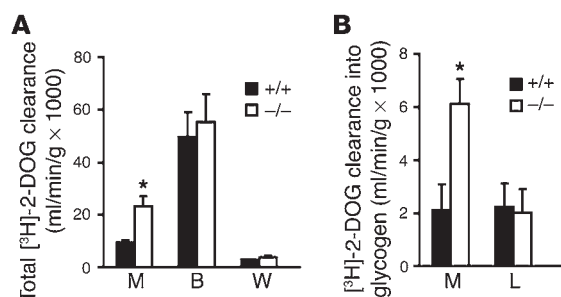 A
Total [³H]-2-DOG clearance
(ml/min/g × 1000)
80
60
40
20
0
*
+/+
−/−
M B W
B
[³H]-2-DOG clearance into
glycogen (ml/min/g × 1000)
8
6
4
2
0
*
+/+
−/−
M L